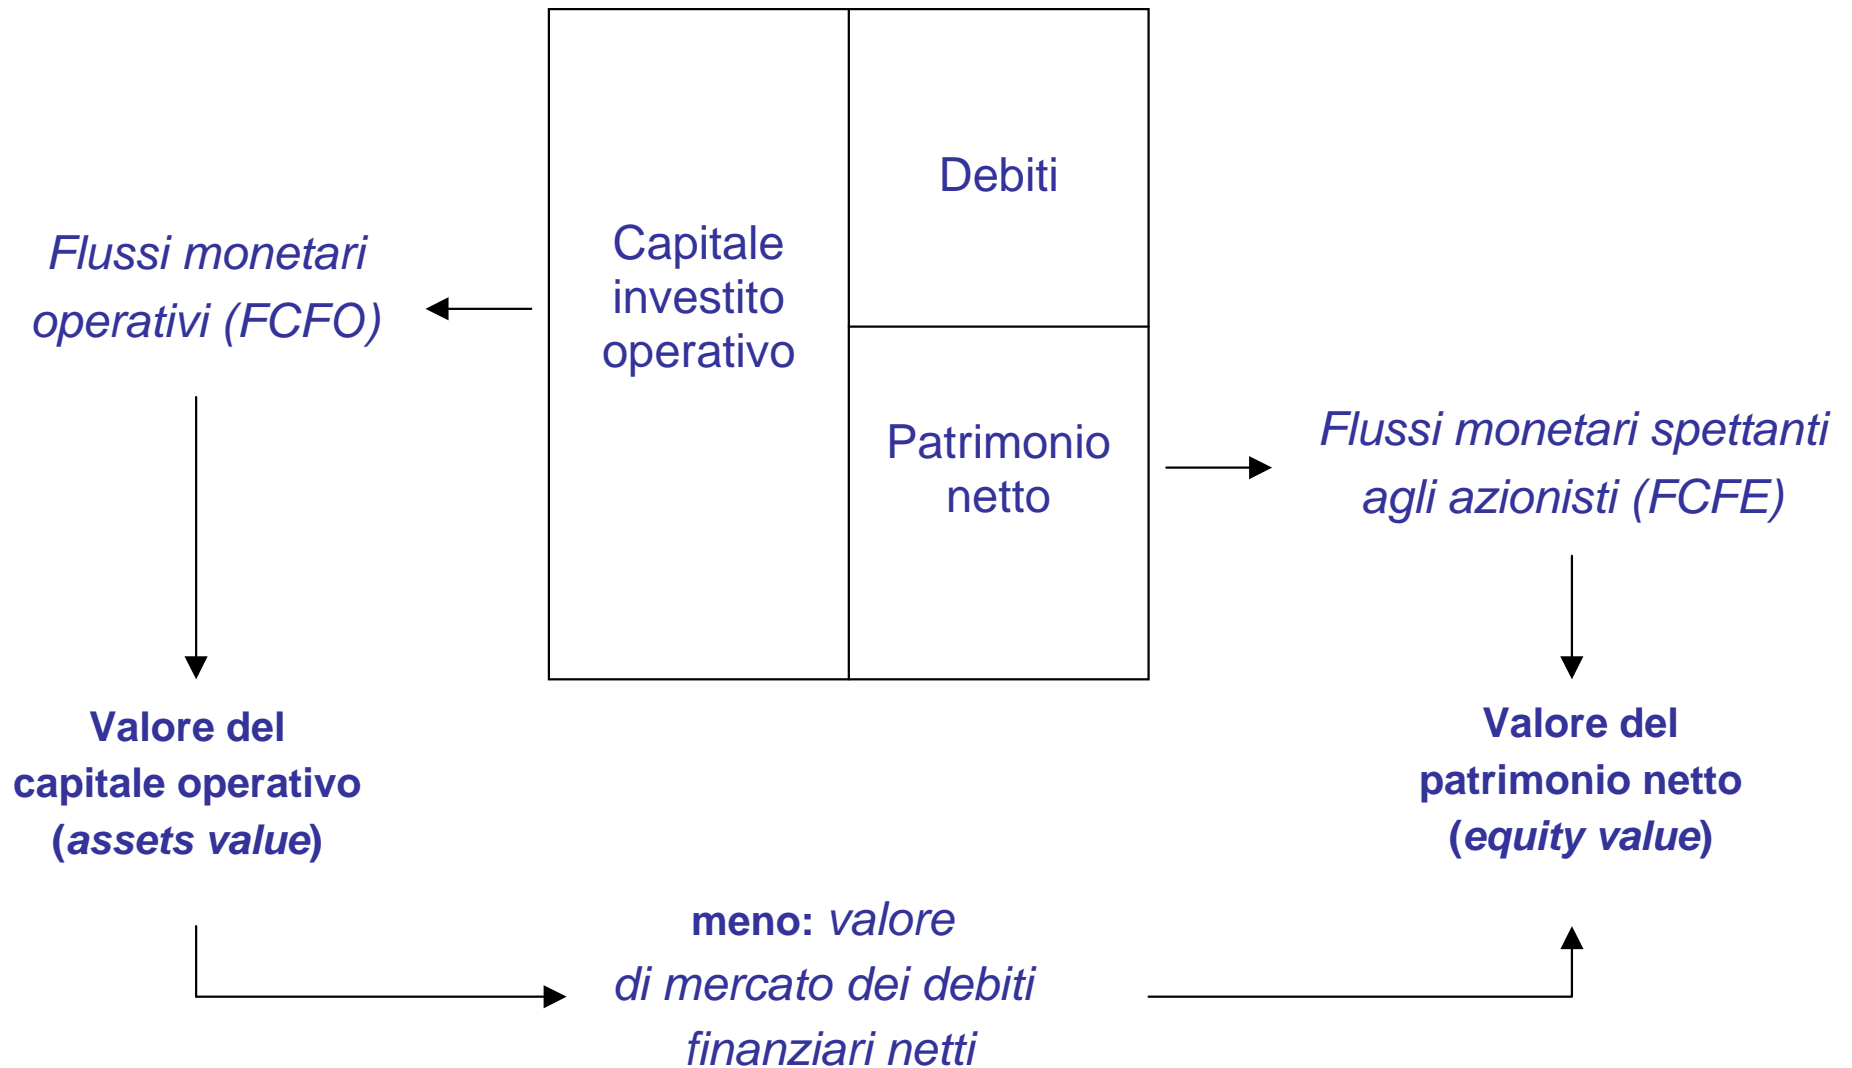 Flussi monetari
operativi (FCFO)
Capitale
investito
operativo
Debiti
Patrimonio
netto
Flussi monetari spettanti
agli azionisti (FCFE)
Valore del
capitale operativo
(assets value)
Valore del
patrimonio netto
(equity value)
meno: valore
di mercato dei debiti
finanziari netti